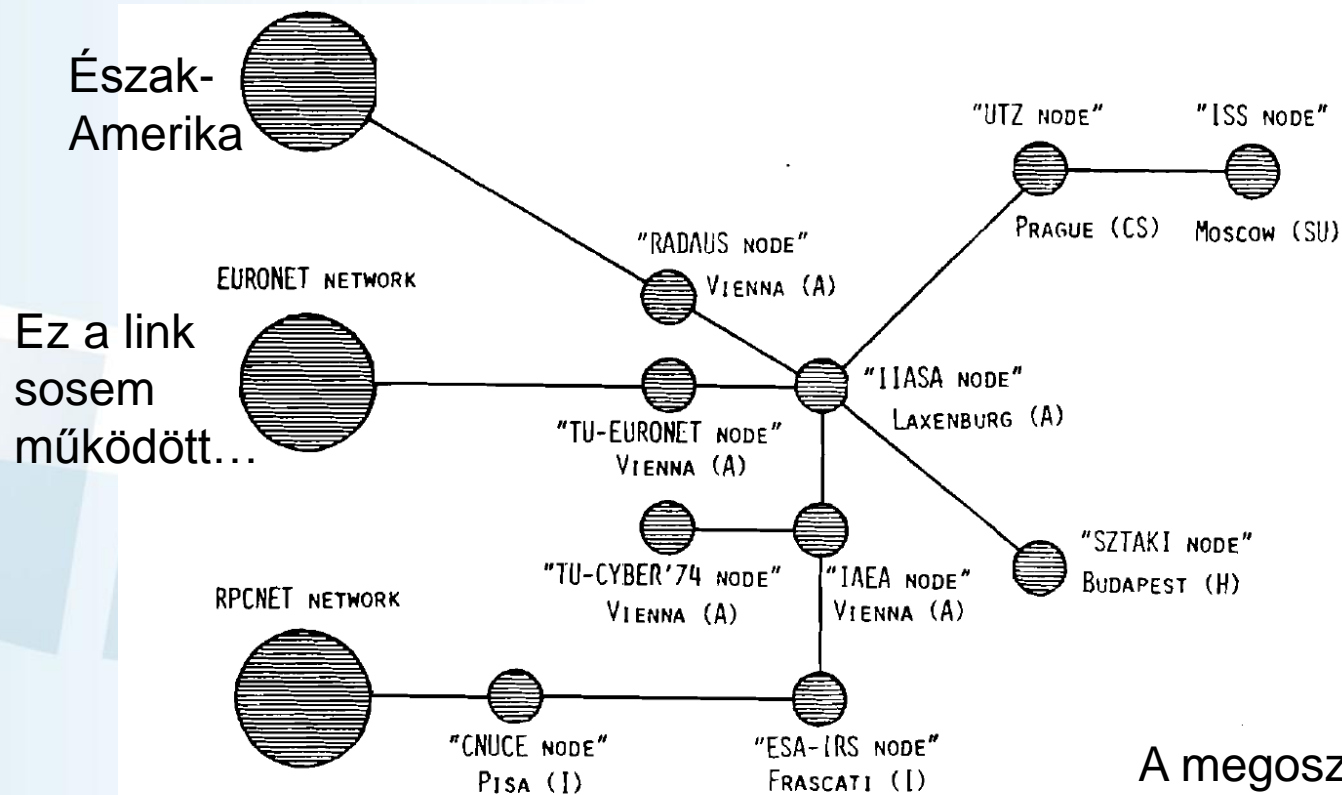 Észak-
Amerika
"UTZ NODE"
"ISS NODE"
PRAGUE (CS)
MOSCOW (SU)
"RADAUS NODE"
VIENNA (A)
EURONET NETWORK
Ez a link
sosem
működött…
"IIASA NODE"
LAXENBURG (A)
"TU-EURONET NODE"
VIENNA (A)
"SZTAKI NODE"
BUDAPEST (H)
"TU-CYBER'74 NODE"
VIENNA (A)
"IAEA NODE"
VIENNA (A)
RPCNET NETWORK
"CNUCE NODE"
PISA (I)
"ESA-IRS NODE"
FRASCATI (I)
A megosz